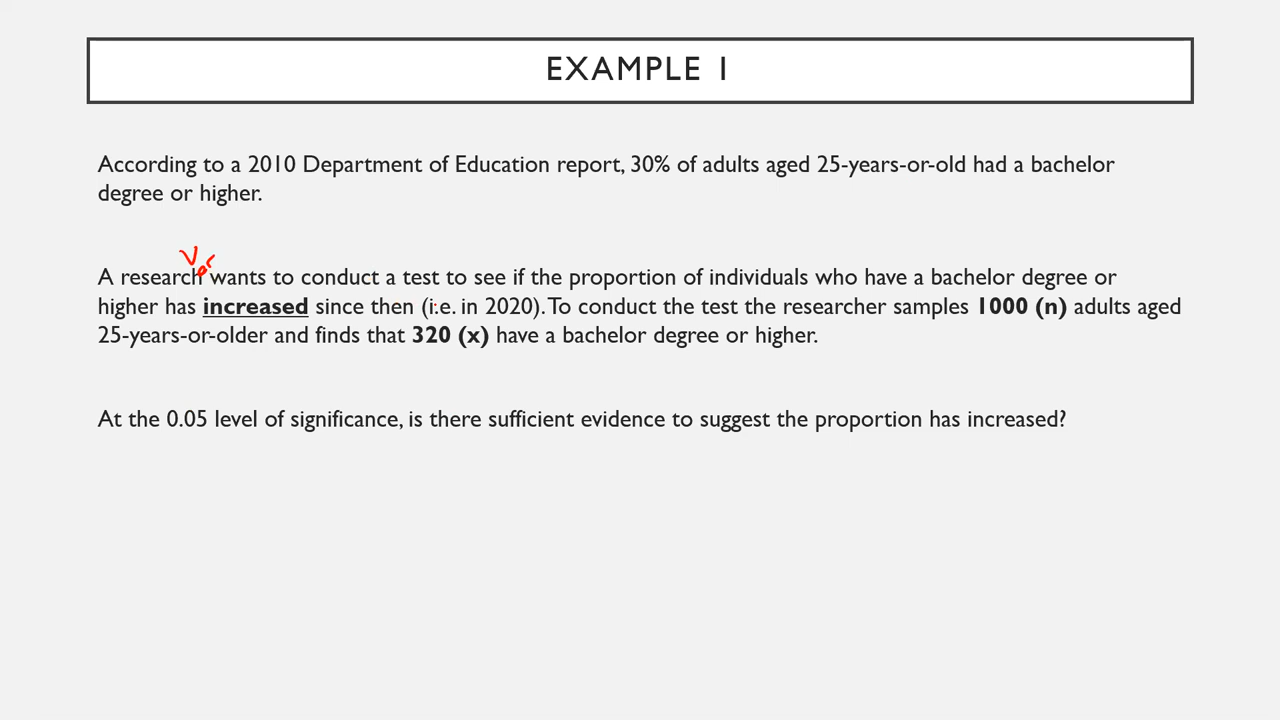 EXAMPLE 1
According to a 2010 Department of Education report, 30% of adults aged 25-years-or-old had a bachelor
degree or higher.
er
A research wants to conduct a test to see if the proportion of individuals who have a bachelor degree or
higher has increased since then (i.e. in 2020). To conduct the test the researcher samples 1000 (n) adults aged
25-years-or-older and finds that 320 (x) have a bachelor degree or higher.
At the 0.05 level of significance, is there sufficient evidence to suggest the proportion has increased?